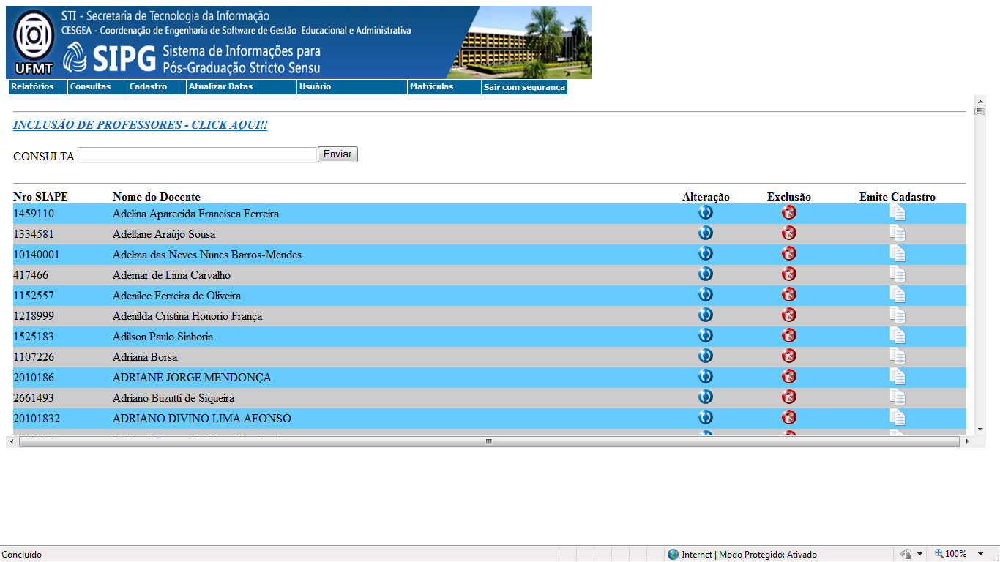 STI - Secretaria de Tecnologia da Informação
CESGEA - Coordenação de Engenharia de Software de Gestão Educacional e Administrativa
UFMT
SIPG Sistema de Informações para
Pós-Graduação Stricto Sensu
Relatórios Consultas Cadastro Atualizar Datas Usuário Matrículas Sair com segurança
INCLUSÃO DE PROFESSORES - CLICK AQUI!!
CONSULTA Enviar
Nro SIAPE Nome do Docente Alteração Exclusão Emite Cadastro
1459110 Adelina Aparecida Francisca Ferreira
1334581 Adellane Araújo Sousa
10140001 Adelma das Neves Nunes Barros-Mendes
417466 Ademar de Lima Carvalho
1152557 Adenilce Ferreira de Oliveira
1218999 Adenilda Cristina Honorio França
1525183 Adilson Paulo Sinhorin
1107226 Adriana Borsa
2010186 ADRIANE JORGE MENDONÇA
2661493 Adriano Buzutti de Siqueira
20101832 ADRIANO DIVINO LIMA AFONSO
Concluído Internet | Modo Protegido: Ativado 100%